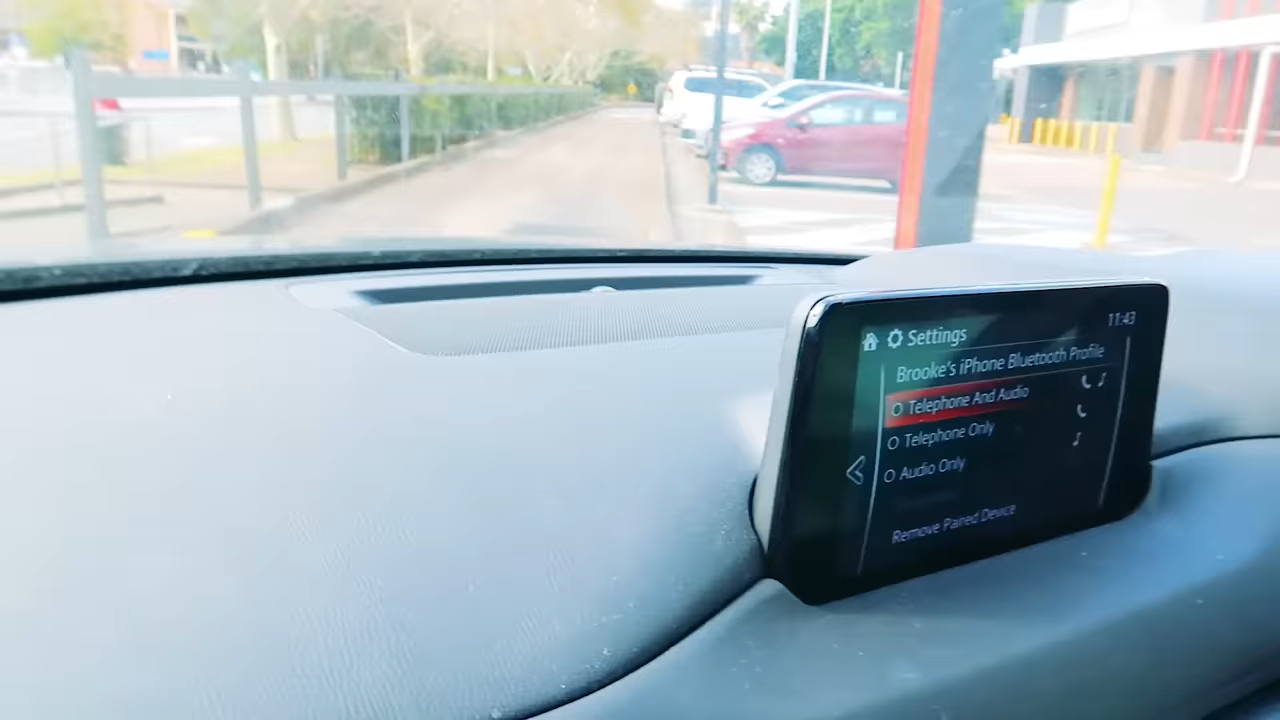 11:43
Settings
Brooke's iPhone Bluetooth Profile
Telephone And Audio
Telephone Only
Audio Only
Remove Paired Device